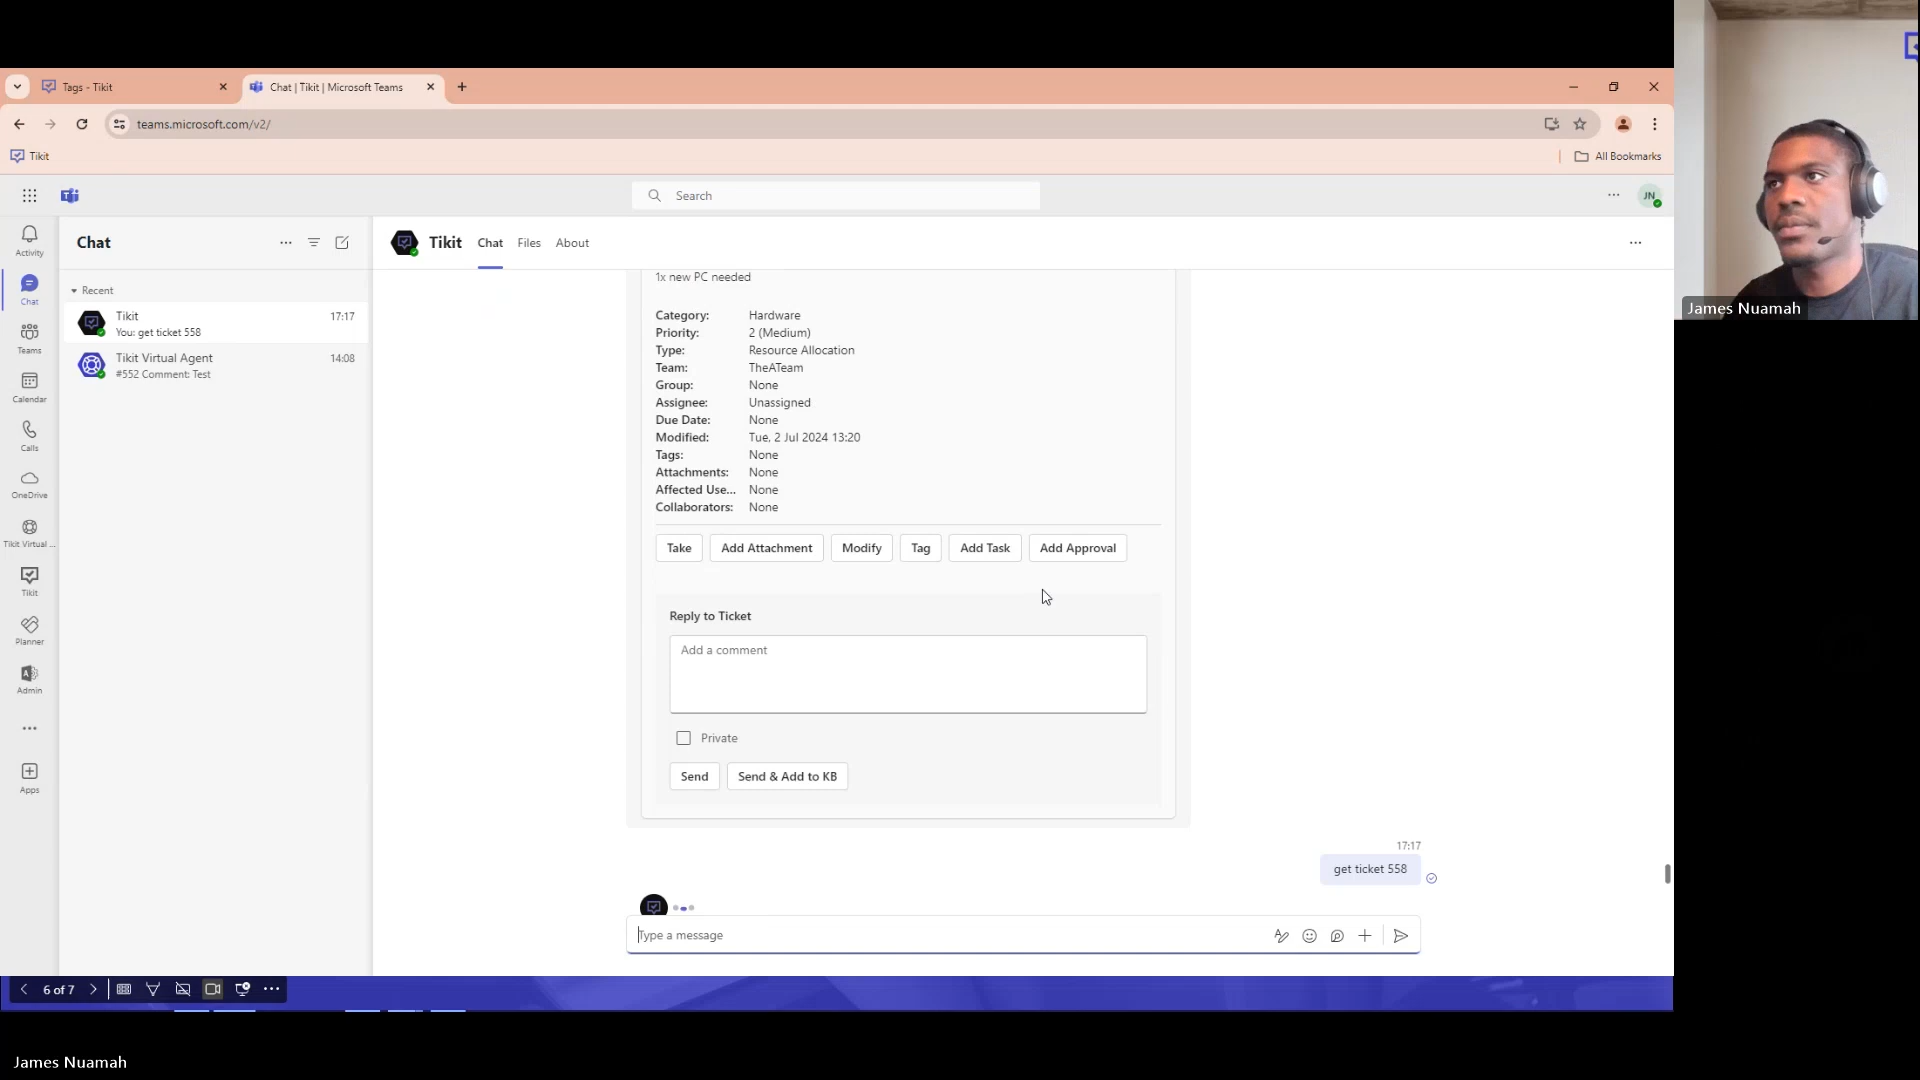 Tags - Tikit
Chat | Tikit | Microsoft Teams
teams.microsoft.com/v2/
Tikit
All Bookmarks
Search
JN
Activity
Chat
Teams
Calendar
Calls
OneDrive
Tikit Virtual ...
Tikit
Planner
Admin
Apps
Chat
Recent
Tikit 17:17
You: get ticket 558
Tikit Virtual Agent 14:08
#552 Comment: Test
Tikit Chat Files About
1x new PC needed
Category: Hardware
Priority: 2 (Medium)
Type: Resource Allocation
Team: TheATeam
Group: None
Assignee: Unassigned
Due Date: None
Modified: Tue, 2 Jul 2024 13:20
Tags: None
Attachments: None
Affected Use... None
Collaborators: None
Take Add Attachment Modify Tag Add Task Add Approval
Reply to Ticket
Add a comment
Private
Send Send & Add to KB
17:17
get ticket 558
Type a message
6 of 7
James Nuamah
James Nuamah